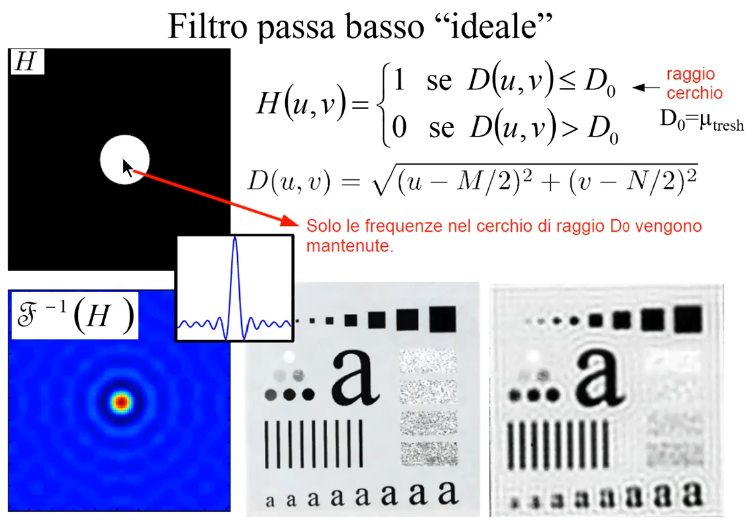 Filtro passa basso “ideale”
H
H(u,v)= { 1 se D(u,v) ≤ D₀
0 se D(u,v) > D₀
raggio
cerchio
D₀=μtresh
D(u, v) = √(u − M/2)² + (v − N/2)²
Solo le frequenze nel cerchio di raggio D0 vengono
mantenute.
ℱ ⁻¹(H )
a
a a a a a a a a a
a
a a a a a a a a a